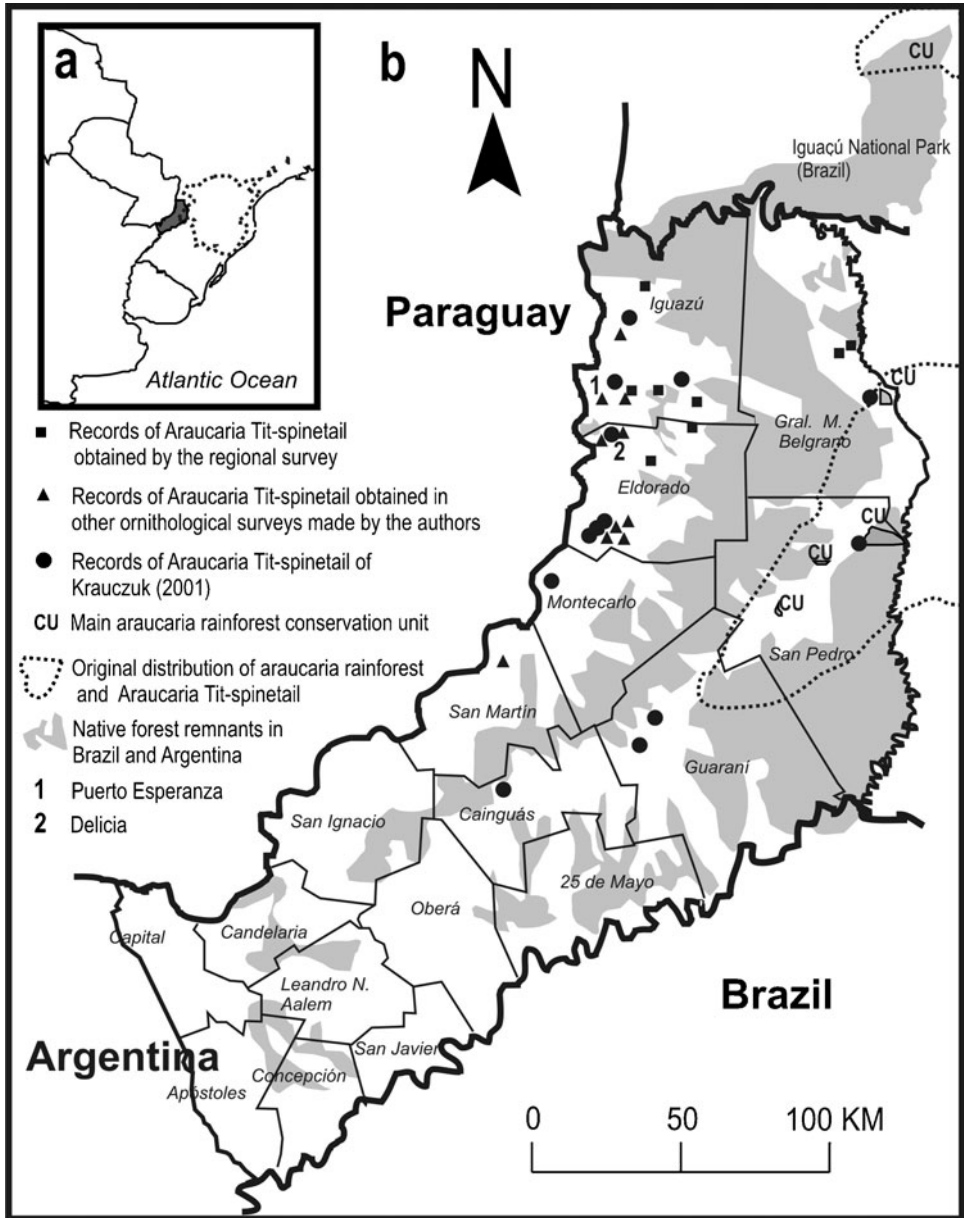 a
Atlantic Ocean
b
N
CU
Iguaçú National Park
(Brazil)
Paraguay
Iguazú
1
CU
Gral. M.
Belgrano
2
Eldorado
CU
CU
Montecarlo
CU
San Pedro
San Martín
Guaraní
Cainguás
San Ignacio
25 de Mayo
Oberá
Candelaria
Capital
Leandro N.
Aalem
Brazil
San Javier
Argentina
Concepción
Apóstoles
Records of Araucaria Tit-spinetail
obtained by the regional survey
Records of Araucaria Tit-spinetail obtained in
other ornithological surveys made by the authors
Records of Araucaria Tit-spinetail of
Krauczuk (2001)
CU Main araucaria rainforest conservation unit
Original distribution of araucaria rainforest
and Araucaria Tit-spinetail
Native forest remnants in
Brazil and Argentina
1 Puerto Esperanza
2 Delicia
0 50 100 KM